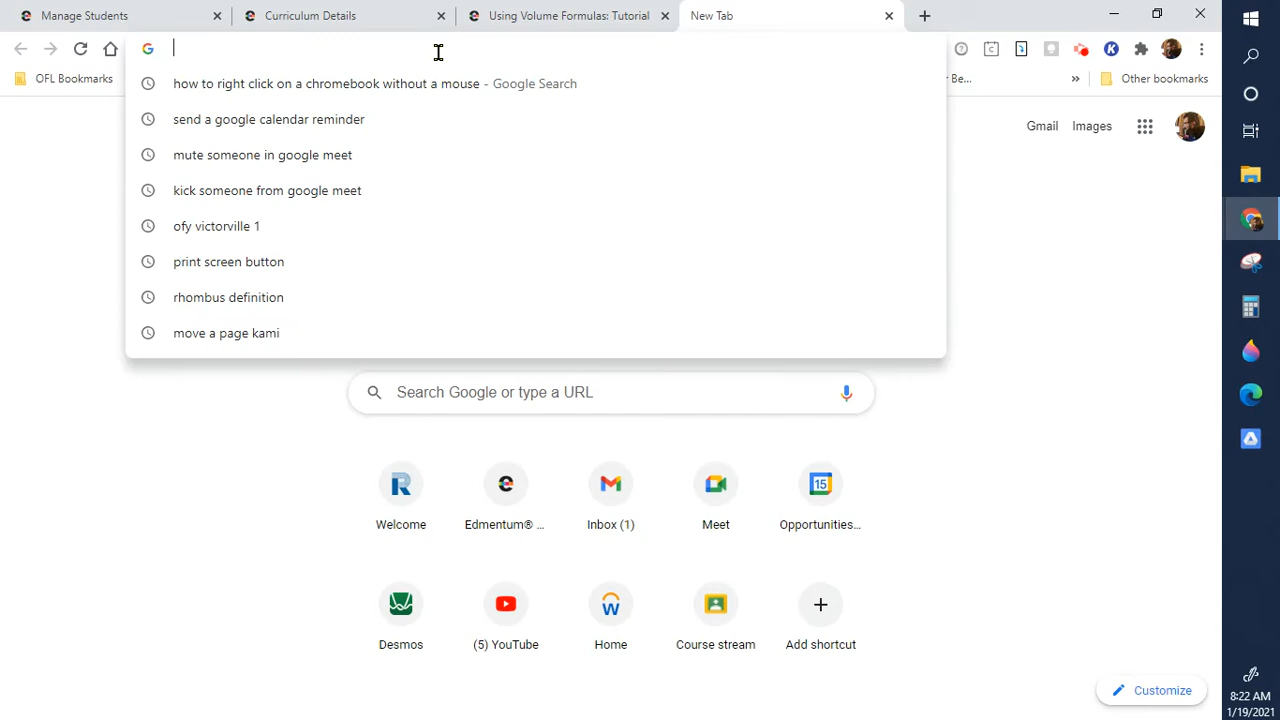 Manage Students
Curriculum Details
Using Volume Formulas: Tutorial
New Tab
OFL Bookmarks
Be...
»
Other bookmarks
how to right click on a chromebook without a mouse - Google Search
send a google calendar reminder
mute someone in google meet
kick someone from google meet
ofy victorville 1
print screen button
rhombus definition
move a page kami
Gmail
Images
Search Google or type a URL
Welcome
Edmentum® ...
Inbox (1)
Meet
15
Opportunities...
Desmos
(5) YouTube
Home
Course stream
Add shortcut
Customize
8:22 AM
1/19/2021